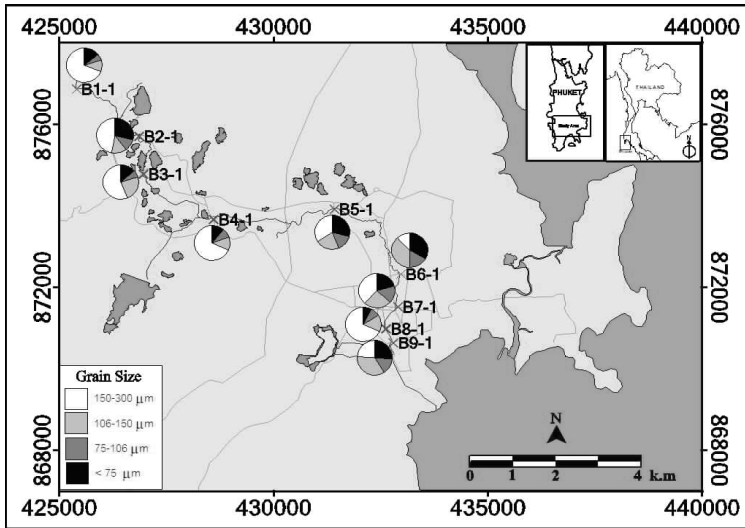 425000 430000 435000 440000
876000
872000
868000
B1-1
B2-1
B3-1
B4-1
B5-1
B6-1
B7-1
B8-1
B9-1
PHUKET
Study Area
THAILAND
N
876000
872000
868000
Grain Size
150-300 µm
106-150 µm
75-106 µm
< 75 µm
N
0 1 2 4 k.m
425000 430000 435000 440000